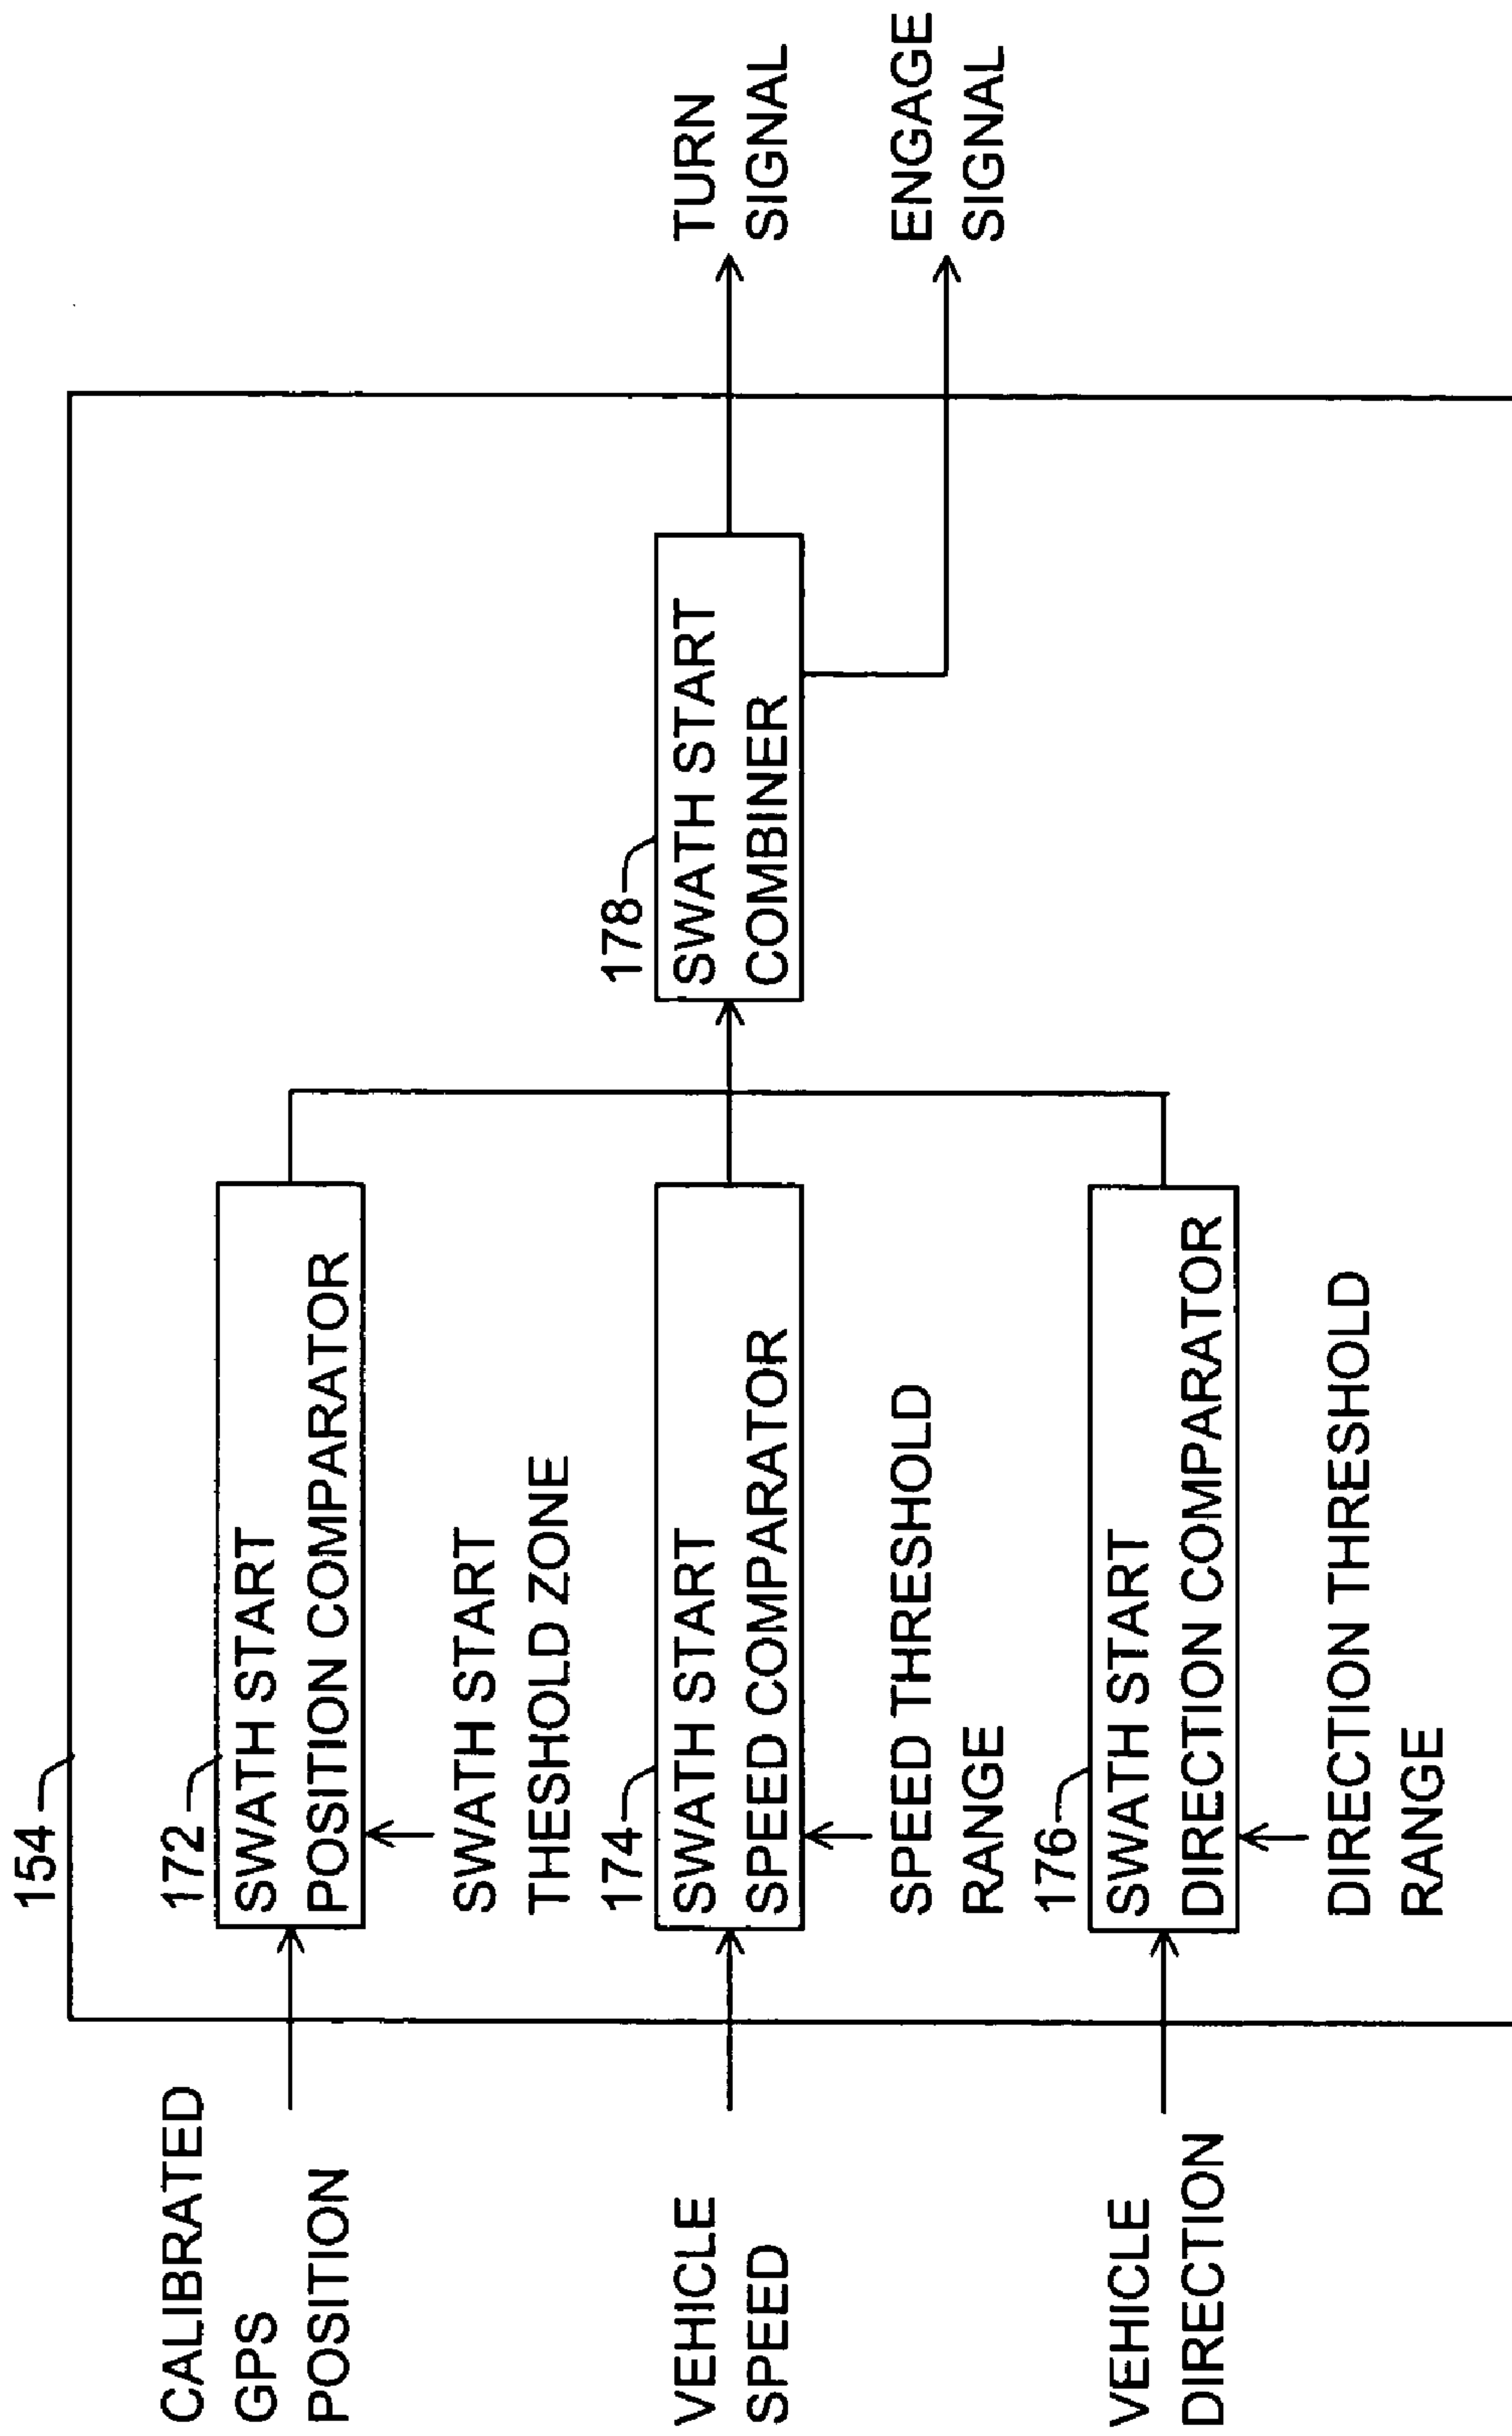 154
CALIBRATED
GPS
POSITION
172
SWATH START
POSITION COMPARATOR
SWATH START
THESHOLD ZONE
VEHICLE
SPEED
174
SWATH START
SPEED COMPARATOR
SPEED THRESHOLD
RANGE
VEHICLE
DIRECTION
176
SWATH START
DIRECTION COMPARATOR
DIRECTION THRESHOLD
RANGE
178
SWATH START
COMBINER
TURN
SIGNAL
ENGAGE
SIGNAL